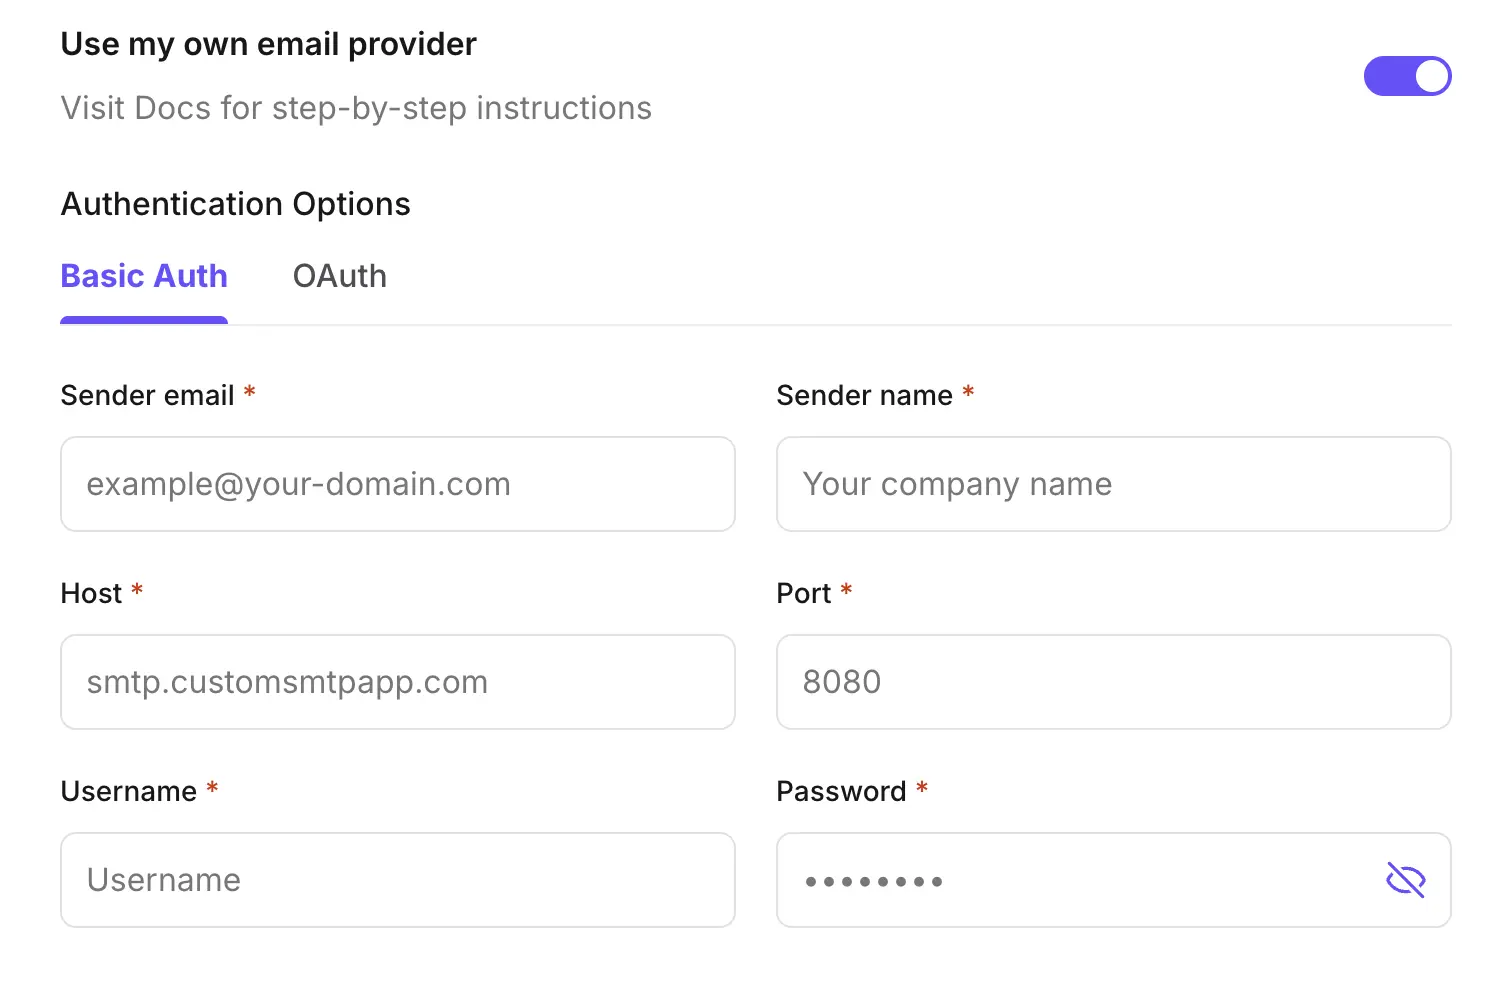 Use my own email provider
Visit Docs for step-by-step instructions
Authentication Options
Basic Auth OAuth
Sender email * Sender name *
example@your-domain.com Your company name
Host * Port *
smtp.customsmtpapp.com 8080
Username * Password *
Username ••••••••